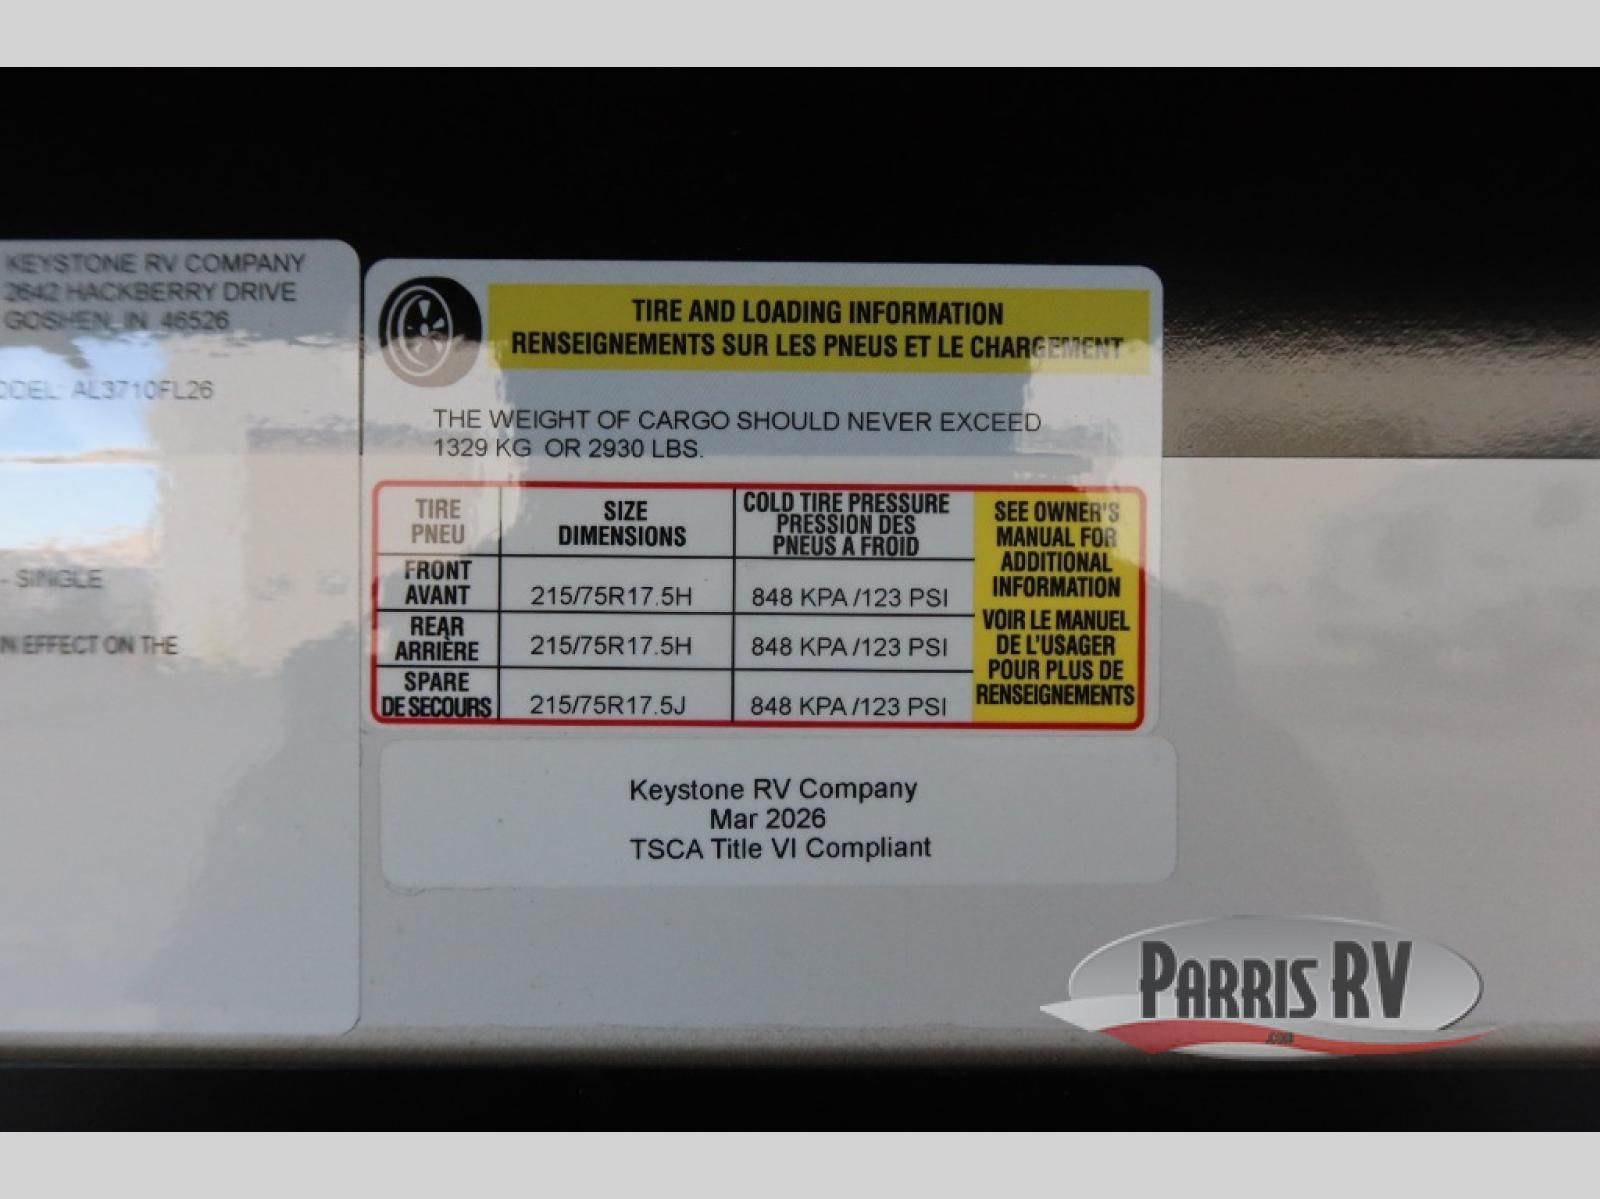 KEYSTONE RV COMPANY
2642 HACKBERRY DRIVE
GOSHEN, IN 46526
ODEL: AL3710FL26
- SINGLE
N EFFECT ON THE
TIRE AND LOADING INFORMATION
RENSEIGNEMENTS SUR LES PNEUS ET LE CHARGEMENT
THE WEIGHT OF CARGO SHOULD NEVER EXCEED
1329 KG OR 2930 LBS.
TIRE
PNEU
SIZE
DIMENSIONS
COLD TIRE PRESSURE
PRESSION DES
PNEUS A FROID
FRONT
AVANT
215/75R17.5H
848 KPA /123 PSI
REAR
ARRIÈRE
215/75R17.5H
848 KPA /123 PSI
SPARE
DE SECOURS
215/75R17.5J
848 KPA /123 PSI
SEE OWNER'S
MANUAL FOR
ADDITIONAL
INFORMATION
VOIR LE MANUEL
DE L'USAGER
POUR PLUS DE
RENSEIGNEMENTS
Keystone RV Company
Mar 2026
TSCA Title VI Compliant
PARRIS RV
.COM